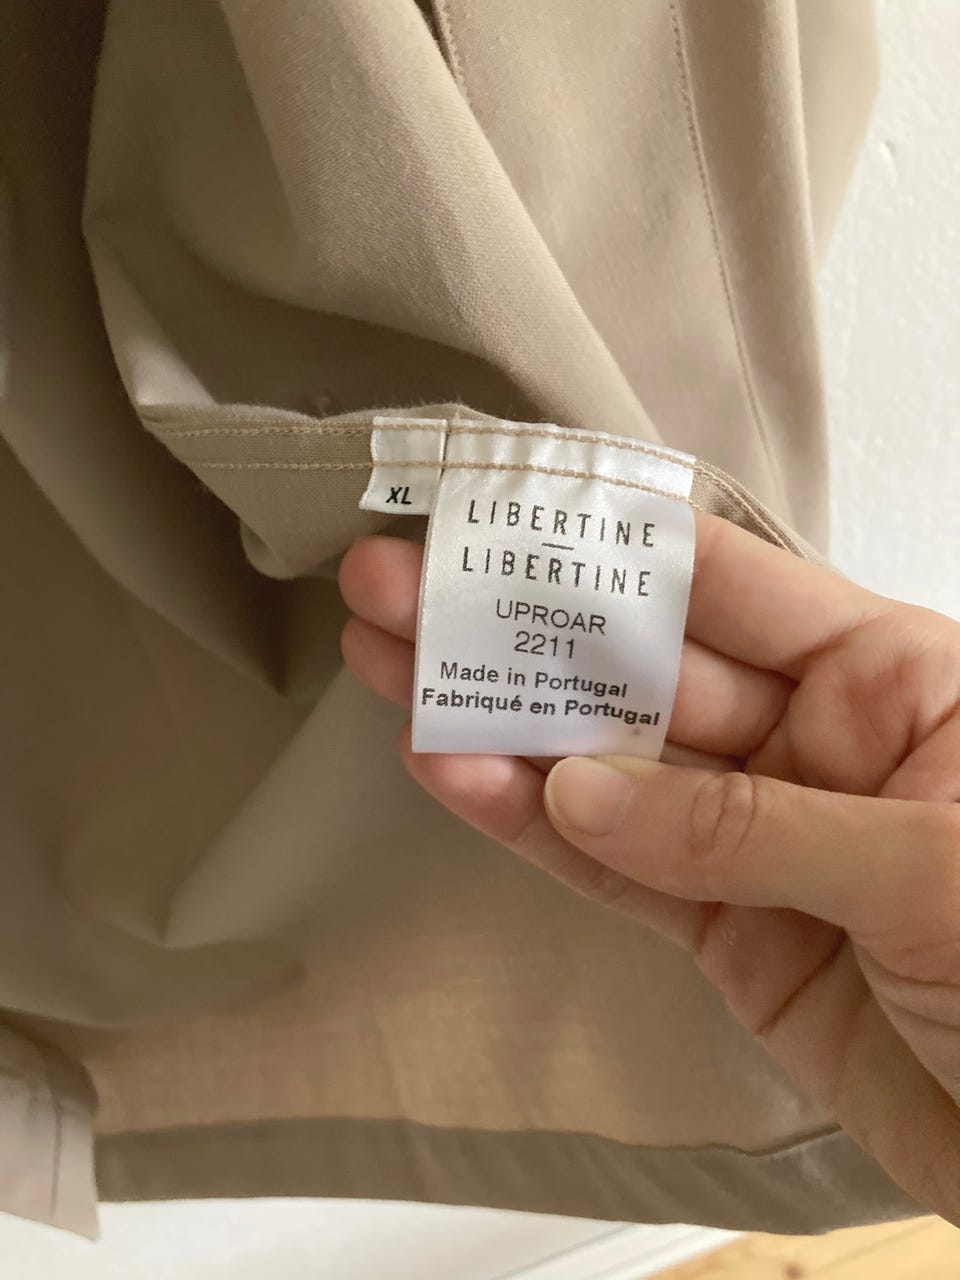 XL
LIBERTINE
LIBERTINE
UPROAR
2211
Made in Portugal
Fabriqué en Portugal